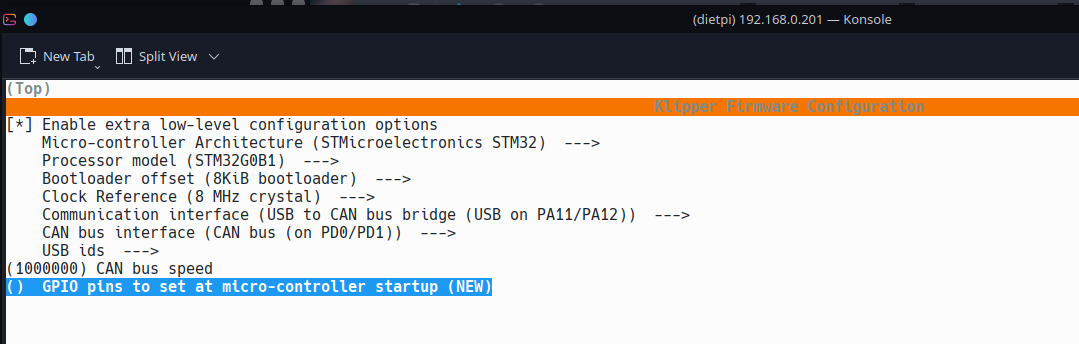 (dietpi) 192.168.0.201 — Konsole
New Tab
Split View
(Top)
Klipper Firmware Configuration
[*] Enable extra low-level configuration options
Micro-controller Architecture (STMicroelectronics STM32)  --->
Processor model (STM32G0B1)  --->
Bootloader offset (8KiB bootloader)  --->
Clock Reference (8 MHz crystal)  --->
Communication interface (USB to CAN bus bridge (USB on PA11/PA12))  --->
CAN bus interface (CAN bus (on PD0/PD1))  --->
USB ids  --->
(1000000) CAN bus speed
()  GPIO pins to set at micro-controller startup (NEW)